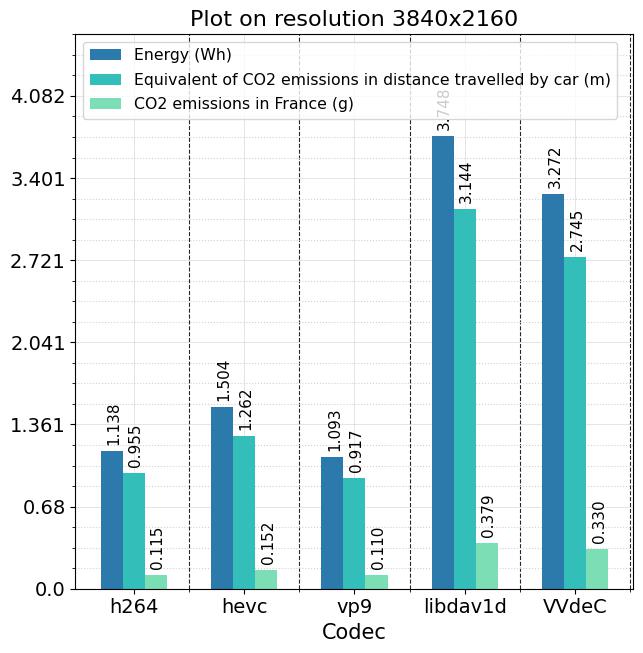 Plot on resolution 3840x2160
Energy (Wh)
Equivalent of CO2 emissions in distance travelled by car (m)
CO2 emissions in France (g)
4.082
3.401
2.721
2.041
1.361
0.68
0.0
1.138
0.955
0.115
1.504
1.262
0.152
1.093
0.917
0.110
3.748
3.144
0.379
3.272
2.745
0.330
h264
hevc
vp9
libdav1d
VVdeC
Codec